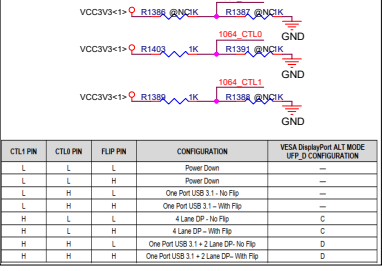 VCC3V3<1> R1386 @NC1K R1387 @NC1K
GND
1064_CTL0
VCC3V3<1> R1403 1K R1391 @NC1K
GND
1064_CTL1
VCC3V3<1> R1389 1K R1388 @NC1K
GND
CTL1 PIN CTL0 PIN FLIP PIN CONFIGURATION VESA DisplayPort ALT MODE
UFP_D CONFIGURATION
L L L Power Down —
L L H Power Down —
L H L One Port USB 3.1 - No Flip —
L H H One Port USB 3.1 – With Flip —
H L L 4 Lane DP - No Flip C
H L H 4 Lane DP – With Flip C
H H L One Port USB 3.1 + 2 Lane DP- No Flip D
H H H One Port USB 3.1 + 2 Lane DP– With Flip D